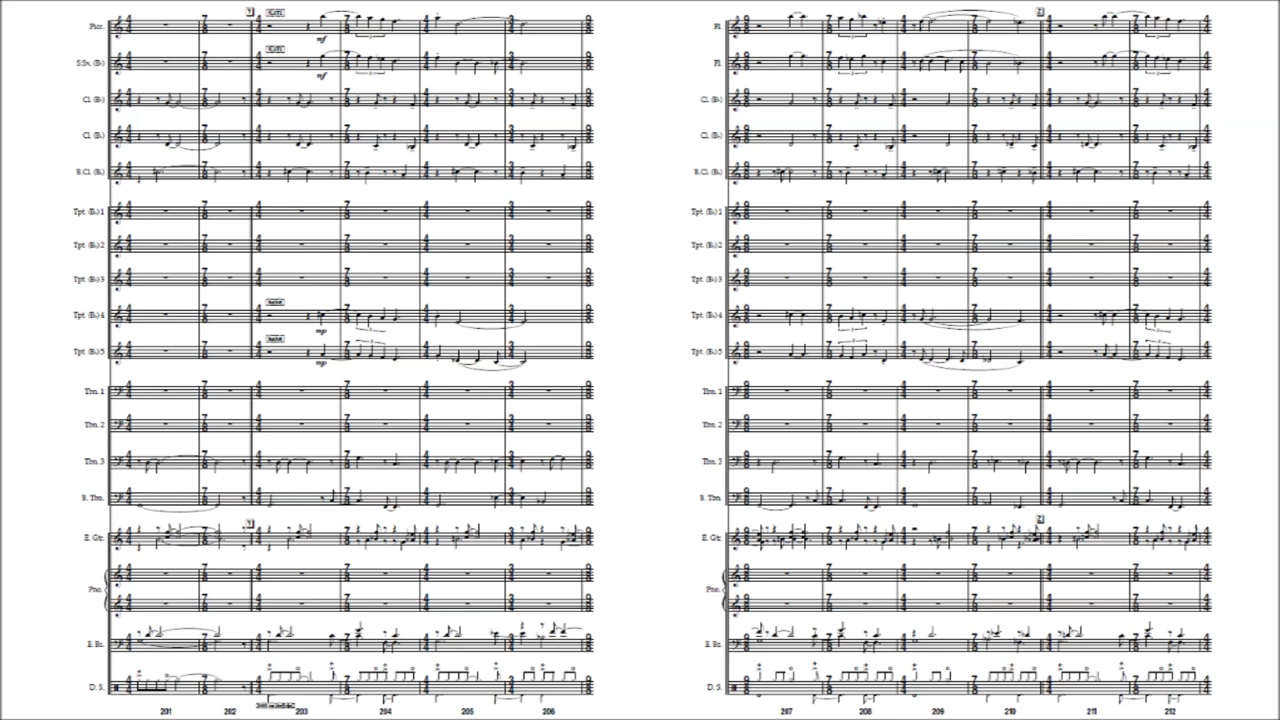 Picc.
S.Sx. (B♭)
Cl. (B♭)
Cl. (B♭)
B.Cl. (B♭)
Tpt. (B♭) 1
Tpt. (B♭) 2
Tpt. (B♭) 3
Tpt. (B♭) 4
Tpt. (B♭) 5
Tbn. 1
Tbn. 2
Tbn. 3
B. Tbn.
E. Gtr.
Pno.
E. Bs.
D. S.
mf
mf
mp
mp
201 202 203 204 205 206
Fl.
Fl.
Cl. (B♭)
Cl. (B♭)
B.Cl. (B♭)
Tpt. (B♭) 1
Tpt. (B♭) 2
Tpt. (B♭) 3
Tpt. (B♭) 4
Tpt. (B♭) 5
Tbn. 1
Tbn. 2
Tbn. 3
B. Tbn.
E. Gtr.
Pno.
E. Bs.
D. S.
207 208 209 210 211 212